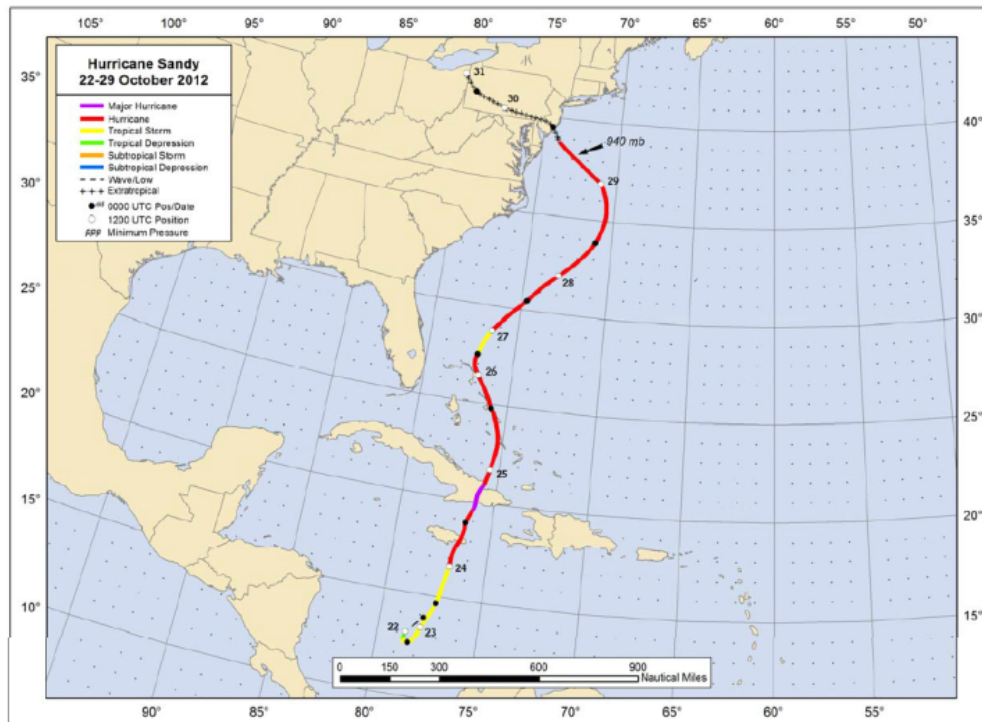 105° 100° 95° 90° 85° 80° 75° 70° 65° 60° 55° 50°
Hurricane Sandy
22-29 October 2012
Major Hurricane
Hurricane
Tropical Storm
Tropical Depression
Subtropical Storm
Subtropical Depression
Wave/Low
Extratropical
0000 UTC Pos/Date
1200 UTC Position
PPP Minimum Pressure
35°
31
30
40°
940 mb
30°
29
35°
25°
28
30°
27
20°
26
25°
25
15°
20°
24
10°
15°
22
23
0 150 300 600 900
Nautical Miles
90° 85° 80° 75° 70° 65° 60° 55°